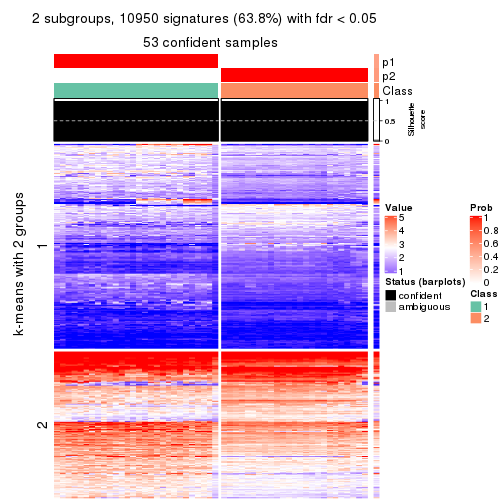 2 subgroups, 10950 signatures (63.8%) with fdr < 0.05
53 confident samples
p1
p2
Class
1
0.5
0
Silhouette
score
k-means with 2 groups
1
2
Value
5
4
3
2
1
Status (barplots)
confident
ambiguous
Prob
1
0.8
0.6
0.4
0.2
0
Class
1
2